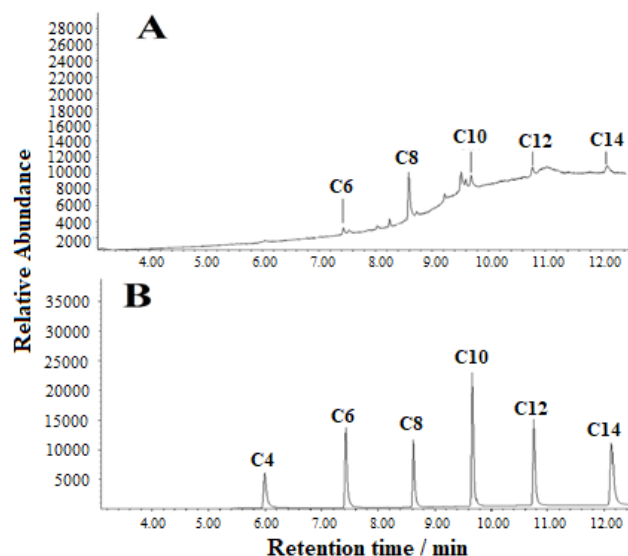 A
28000
26000
24000
22000
20000
18000
16000
14000
12000
10000
8000
6000
4000
2000
C6
C8
C10
C12
C14
4.00 5.00 6.00 7.00 8.00 9.00 10.00 11.00 12.00
Relative Abundance
B
35000
30000
25000
20000
15000
10000
5000
C4
C6
C8
C10
C12
C14
4.00 5.00 6.00 7.00 8.00 9.00 10.00 11.00 12.00
Retention time / min